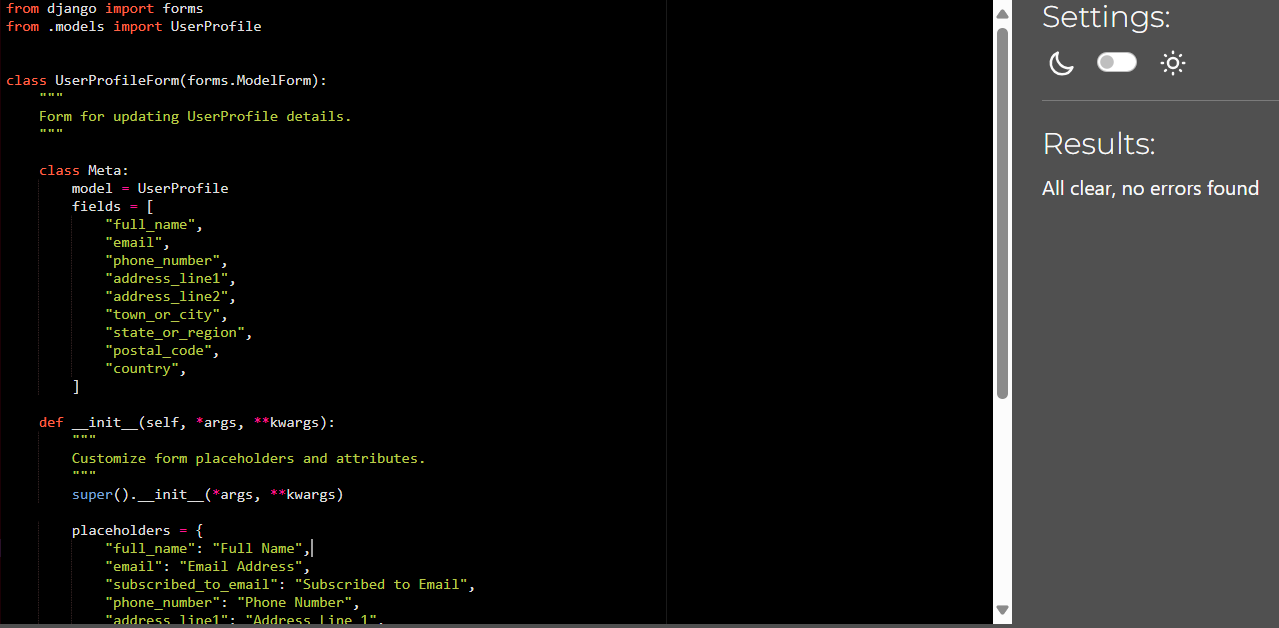 from django import forms
from .models import UserProfile
class UserProfileForm(forms.ModelForm):
"""
Form for updating UserProfile details.
"""
class Meta:
model = UserProfile
fields = [
"full_name",
"email",
"phone_number",
"address_line1",
"address_line2",
"town_or_city",
"state_or_region",
"postal_code",
"country",
]
def __init__(self, *args, **kwargs):
"""
Customize form placeholders and attributes.
"""
super().__init__(*args, **kwargs)
placeholders = {
"full_name": "Full Name",
"email": "Email Address",
"subscribed_to_email": "Subscribed to Email",
"phone_number": "Phone Number",
"address_line1": "Address Line 1",
Settings:
Results:
All clear, no errors found